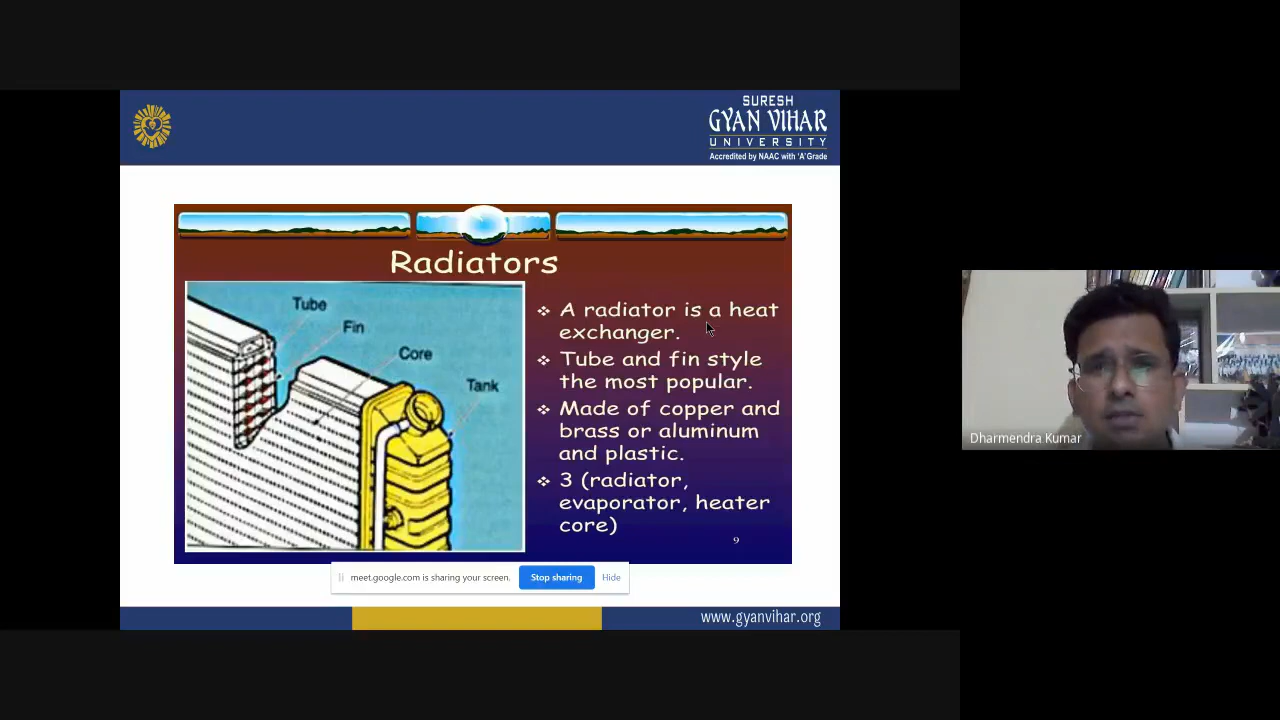 SURESH
GYAN VIHAR
UNIVERSITY
Accredited by NAAC with 'A' Grade
Radiators
Tube
Fin
Core
Tank
❖ A radiator is a heat
exchanger.
❖ Tube and fin style
the most popular.
❖ Made of copper and
brass or aluminum
and plastic.
❖ 3 (radiator,
evaporator, heater
core)
9
meet.google.com is sharing your screen.
Stop sharing
Hide
www.gyanvihar.org
Dharmendra Kumar